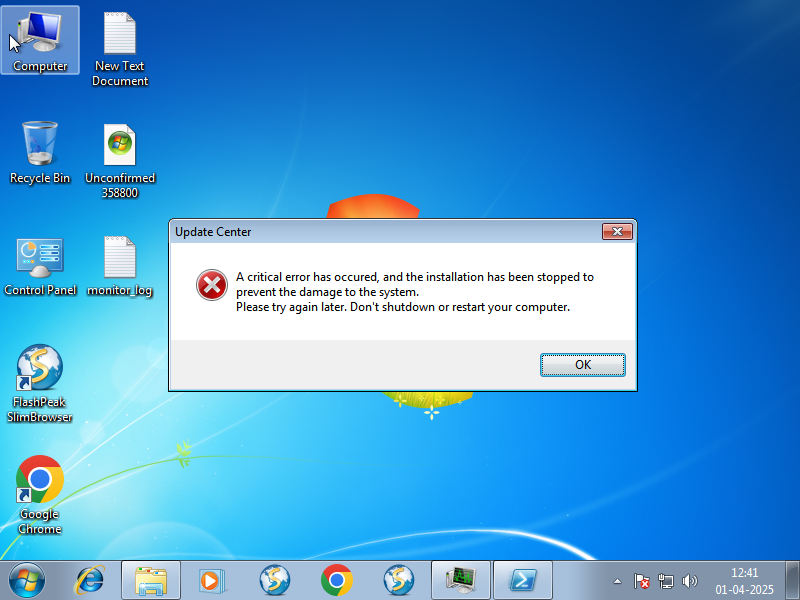 Computer
New Text
Document
Recycle Bin
Unconfirmed
358800
Control Panel
monitor_log
FlashPeak
SlimBrowser
Google
Chrome
Update Center
A critical error has occured, and the installation has been stopped to
prevent the damage to the system.
Please try again later. Don't shutdown or restart your computer.
OK
12:41
01-04-2025